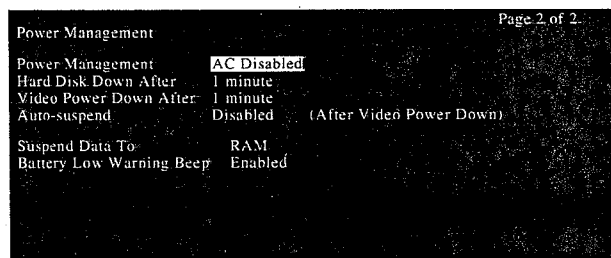 Page 2 of 2
Power Management
Power Management AC Disabled
Hard Disk Down After 1 minute
Video Power Down After 1 minute
Auto-suspend Disabled (After Video Power Down)
Suspend Data To RAM
Battery Low Warning Beep Enabled